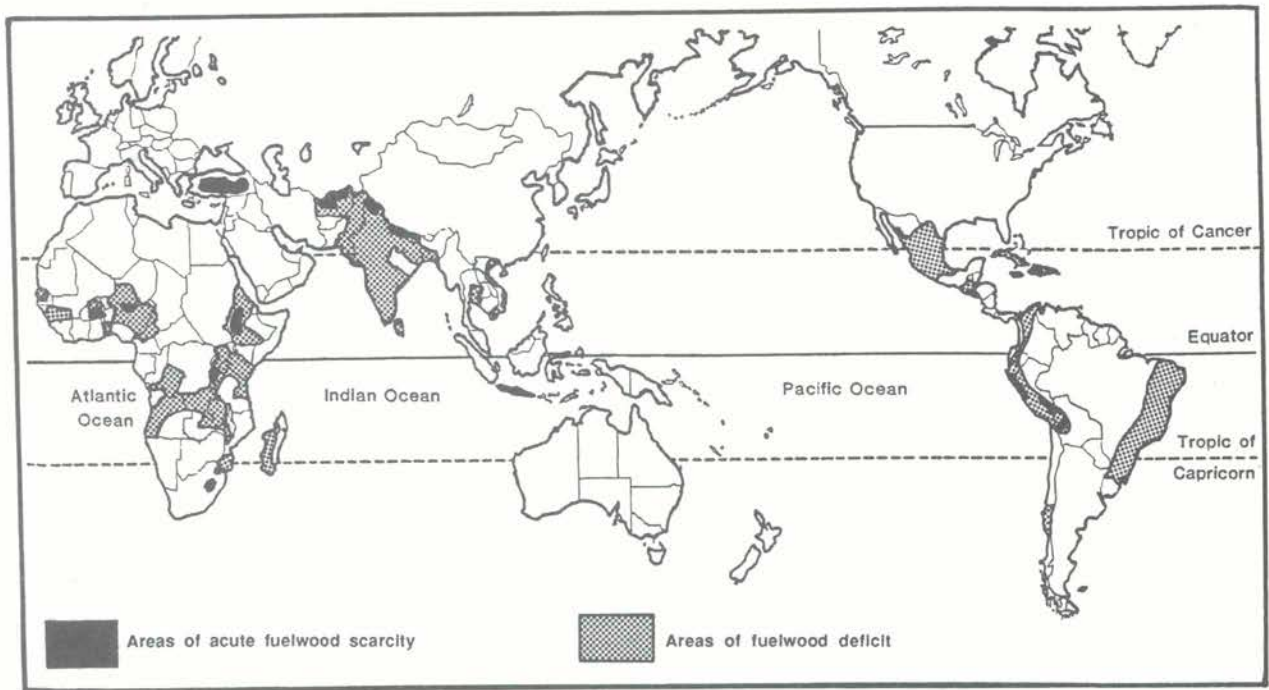 Tropic of Cancer
Equator
Atlantic
Ocean
Indian Ocean
Pacific Ocean
Tropic of
Capricorn
Areas of acute fuelwood scarcity
Areas of fuelwood deficit